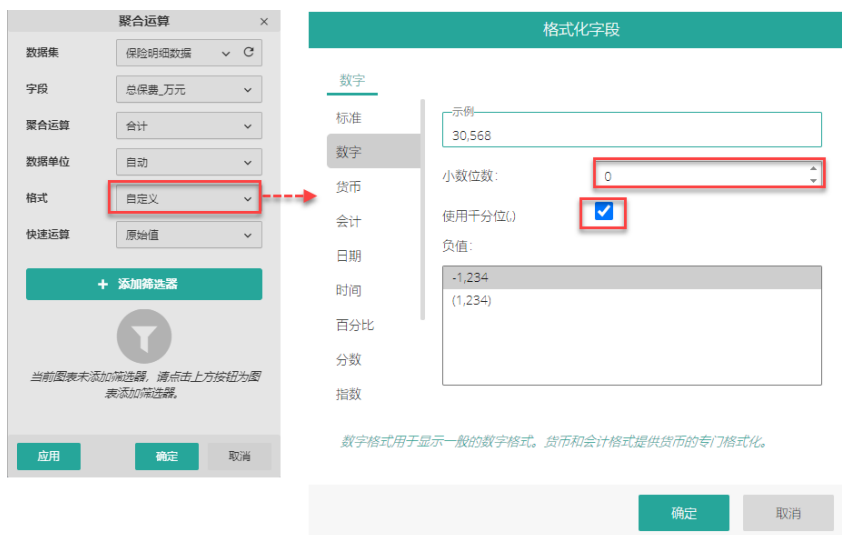 聚合运算
×
数据集
保险明细数据
字段
总保费_万元
聚合运算
合计
数据单位
自动
格式
自定义
快速运算
原始值
+ 添加筛选器
当前图表未添加筛选器，请点击上方按钮为图
表添加筛选器。
应用
确定
取消
格式化字段
数字
标准
数字
货币
会计
日期
时间
百分比
分数
指数
示例
30,568
小数位数：
0
使用千分位(,)
负值：
-1,234
(1,234)
数字格式用于显示一般的数字格式。货币和会计格式提供货币的专门格式化。
确定
取消